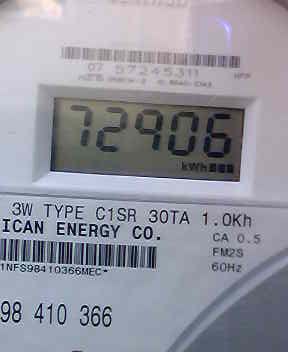 07 57245311 HPP
72906
kWh
3W TYPE C1SR 30TA 1.0Kh
ICAN ENERGY CO.
CA 0.5
FM2S
1NFS98410366MEC*
60Hz
98 410 366